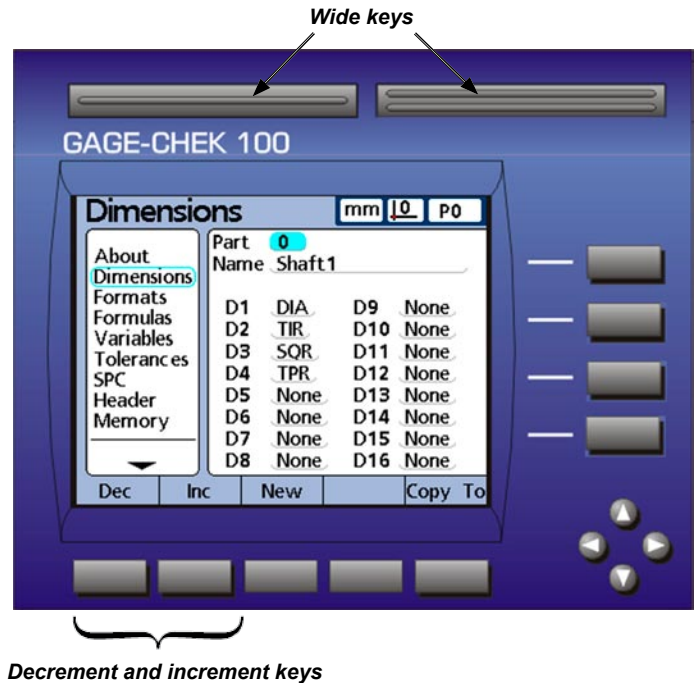 Wide keys
GAGE-CHEK 100
Dimensions mm 0 P0
About
Dimensions
Formats
Formulas
Variables
Tolerances
SPC
Header
Memory
Part 0
Name Shaft1
D1 DIA D9 None
D2 TIR D10 None
D3 SQR D11 None
D4 TPR D12 None
D5 None D13 None
D6 None D14 None
D7 None D15 None
D8 None D16 None
Dec Inc New Copy To
Decrement and increment keys